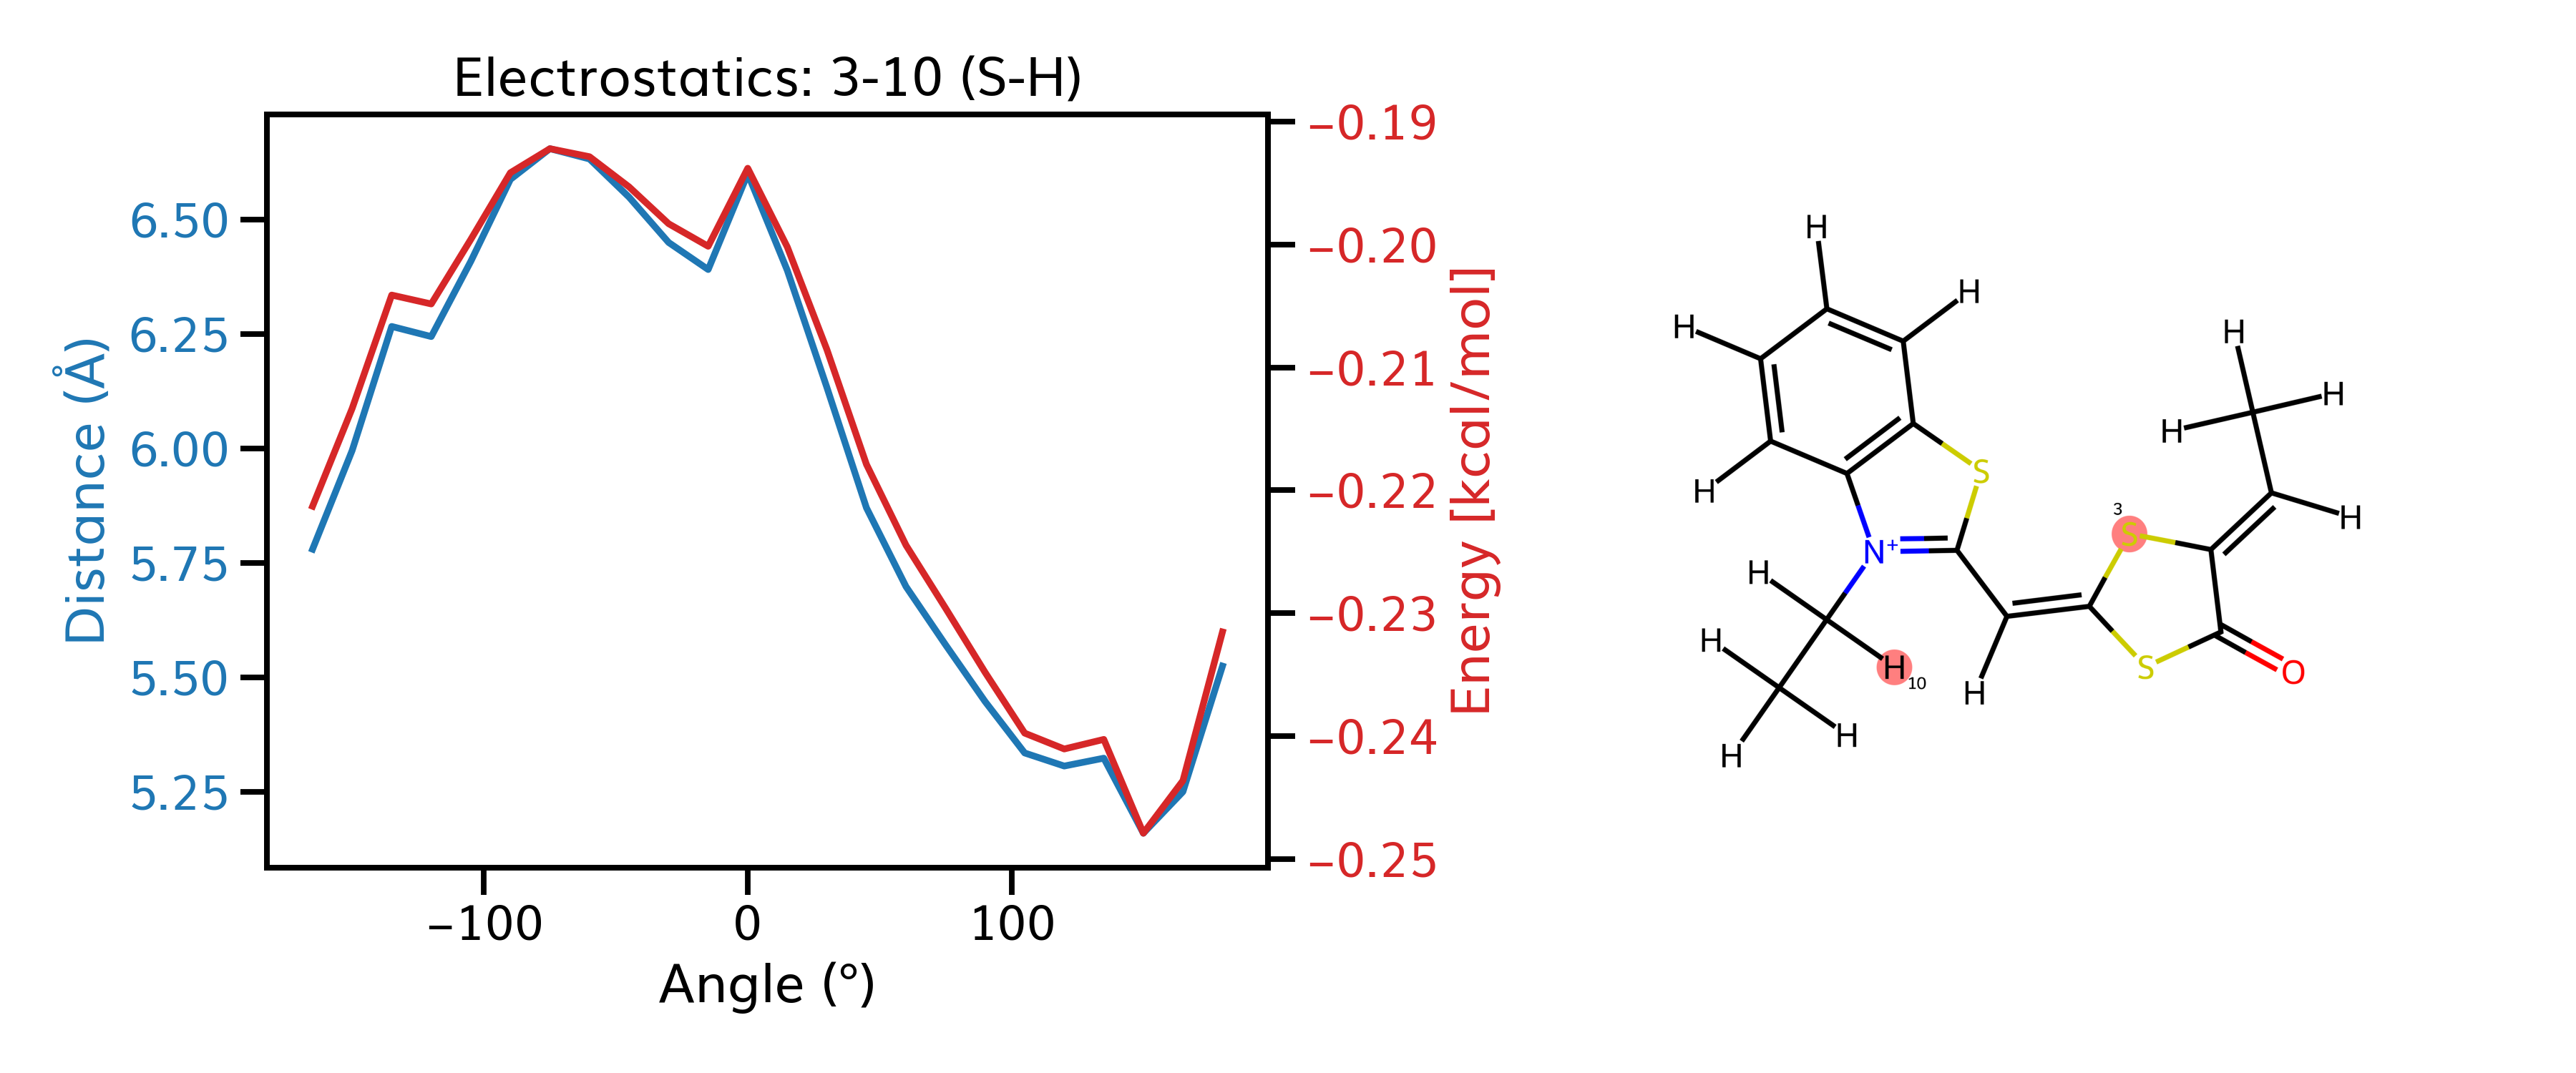 Electrostatics: 3-10 (S-H)
Distance (Å)
6.50
6.25
6.00
5.75
5.50
5.25
−100
0
100
Angle (°)
−0.19
−0.20
−0.21
−0.22
−0.23
−0.24
−0.25
Energy [kcal/mol]
H
H
H
H
H
H
H
S
H
3
S
H
N+
H
H
H
10
H
S
O
H
H